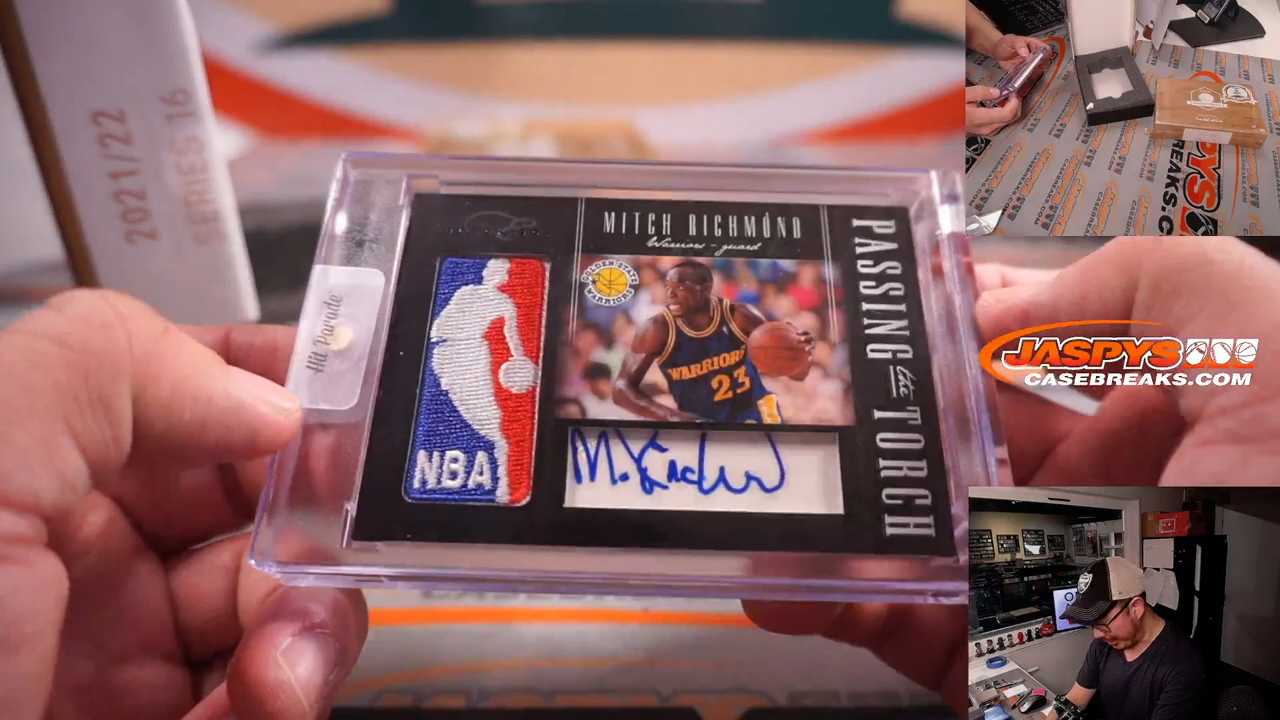 2021/22
SERIES 16
Hit Parade
MITCH RICHMOND
Warriors - guard
GOLDEN STATE
WARRIORS
WARRIORS
23
NBA
PASSING the TORCH
JASPYS
CASEBREAKS.COM